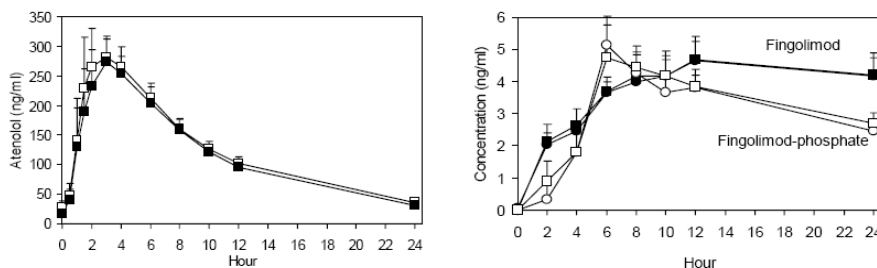 Atenolol (ng/ml)
350
300
250
200
150
100
50
0
0 2 4 6 8 10 12 14 16 18 20 22 24
Hour
Concentration (ng/ml)
6
5
4
3
2
1
0
Fingolimod
Fingolimod-phosphate
0 2 4 6 8 10 12 14 16 18 20 22 24
Hour